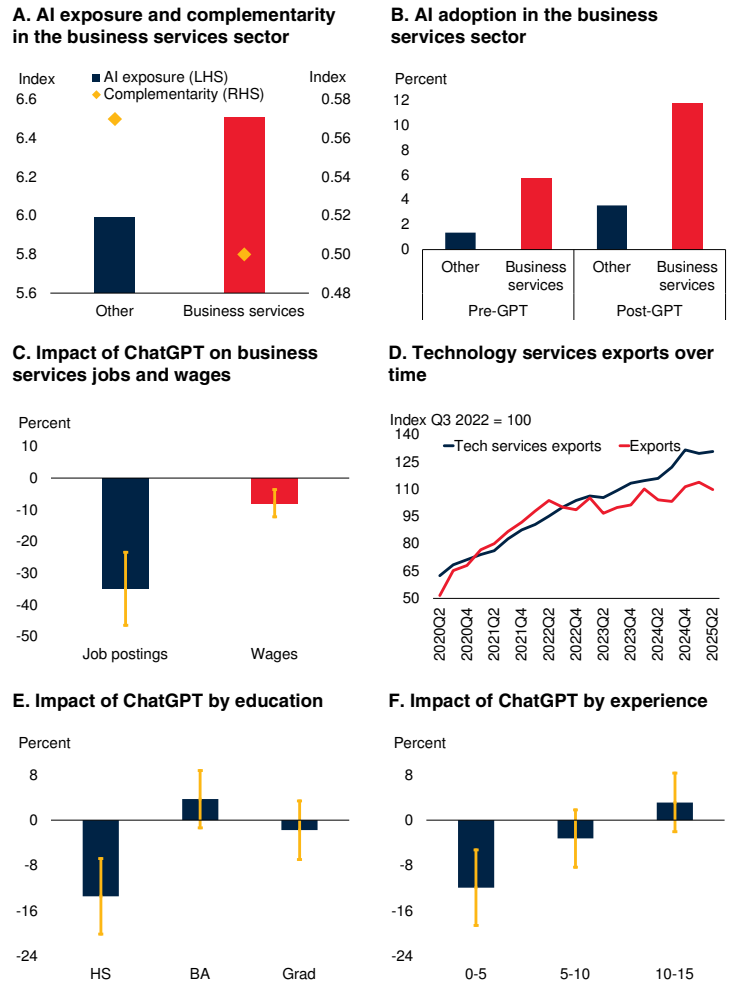 A. AI exposure and complementarity
in the business services sector
Index
Index
AI exposure (LHS)
Complementarity (RHS)
6.6
6.4
6.2
6.0
5.8
5.6
0.58
0.56
0.54
0.52
0.50
0.48
Other
Business services
B. AI adoption in the business
services sector
Percent
12
10
8
6
4
2
0
Other
Business
services
Other
Business
services
Pre-GPT
Post-GPT
C. Impact of ChatGPT on business
services jobs and wages
Percent
10
0
-10
-20
-30
-40
-50
Job postings
Wages
D. Technology services exports over
time
Index Q3 2022 = 100
Tech services exports
Exports
140
125
110
95
80
65
50
2020Q2
2020Q4
2021Q2
2021Q4
2022Q2
2022Q4
2023Q2
2023Q4
2024Q2
2024Q4
2025Q2
E. Impact of ChatGPT by education
Percent
8
0
-8
-16
-24
HS
BA
Grad
F. Impact of ChatGPT by experience
Percent
8
0
-8
-16
-24
0-5
5-10
10-15